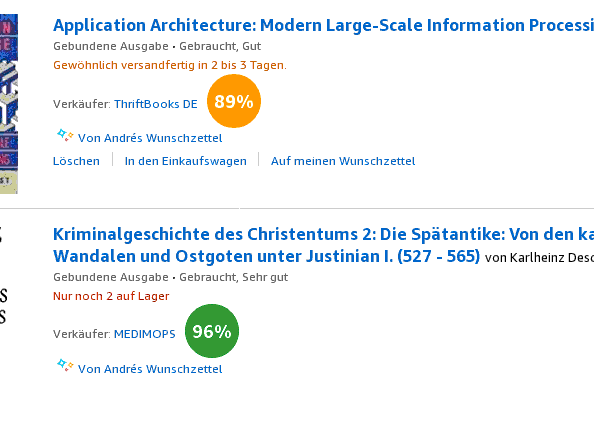 Application Architecture: Modern Large-Scale Information
Gebundene Ausgabe • Gebraucht, Gut
Gewöhnlich versandfertig in 2 bis 3 Tagen.
Verkäufer: ThriftBooks DE 89%
Von Andrés Wunschzettel
Löschen In den Einkaufswagen Auf meinen Wunschzettel
Kriminalgeschichte des Christentums 2: Die Spätantike: Von den
Wandalen und Ostgoten unter Justinian I. (527 - 565) von Karlheinz
Gebundene Ausgabe • Gebraucht, Sehr gut
Nur noch 2 auf Lager
Verkäufer: MEDIMOPS 96%
Von Andrés Wunschzettel